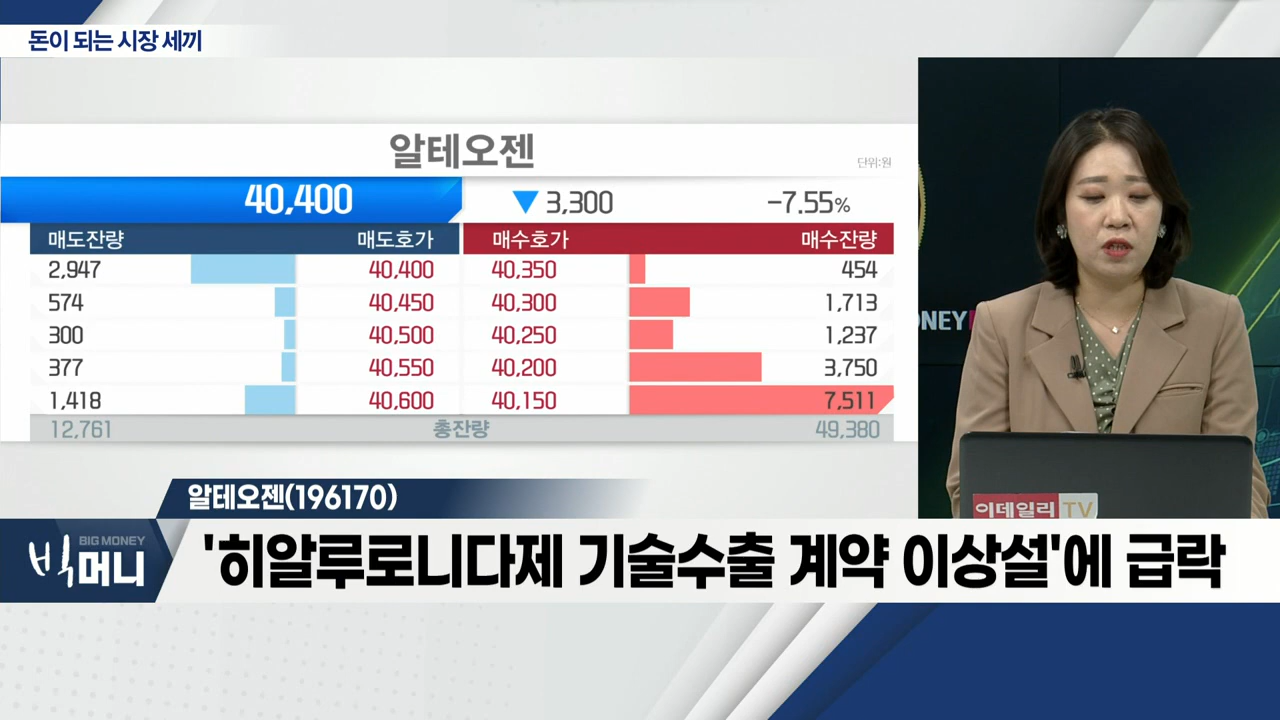 돈이 되는 시장 세끼
알테오젠
단위:원
40,400 ▼ 3,300 -7.55%
매도잔량 매도호가 매수호가 매수잔량
2,947 40,400 40,350 454
574 40,450 40,300 1,713
300 40,500 40,250 1,237
377 40,550 40,200 3,750
1,418 40,600 40,150 7,511
12,761 총잔량 49,380
ONEY
이데일리 TV
알테오젠(196170)
BIG MONEY
빅머니
'히알루로니다제 기술수출 계약 이상설'에 급락